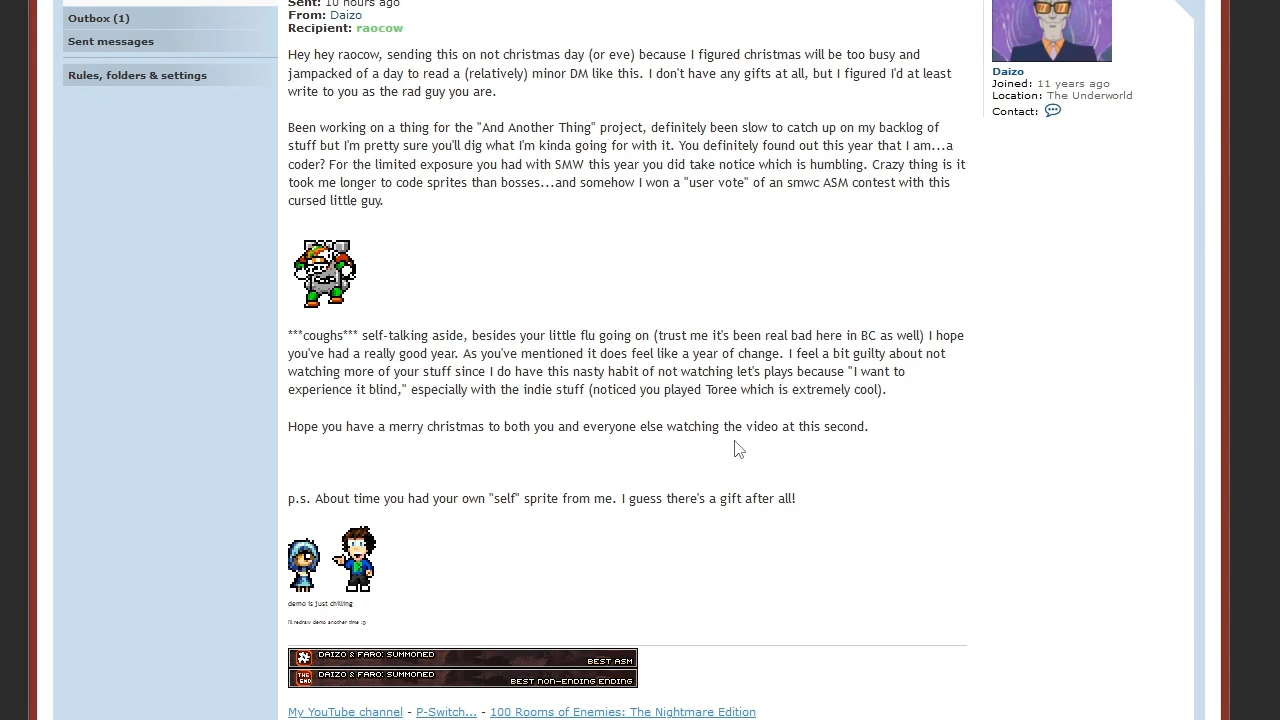 Outbox (1)
Sent messages
Rules, folders & settings
Sent: 10 hours ago
From: Daizo
Recipient: raocow
Hey hey raocow, sending this on not christmas day (or eve) because I figured christmas will be too busy and
jampacked of a day to read a (relatively) minor DM like this. I don't have any gifts at all, but I figured I'd at least
write to you as the rad guy you are.
Been working on a thing for the "And Another Thing" project, definitely been slow to catch up on my backlog of
stuff but I'm pretty sure you'll dig what I'm kinda going for with it. You definitely found out this year that I am...a
coder? For the limited exposure you had with SMW this year you did take notice which is humbling. Crazy thing is it
took me longer to code sprites than bosses...and somehow I won a "user vote" of an smwc ASM contest with this
cursed little guy.
***coughs*** self-talking aside, besides your little flu going on (trust me it's been real bad here in BC as well) I hope
you've had a really good year. As you've mentioned it does feel like a year of change. I feel a bit guilty about not
watching more of your stuff since I do have this nasty habit of not watching let's plays because "I want to
experience it blind," especially with the indie stuff (noticed you played Toree which is extremely cool).
Hope you have a merry christmas to both you and everyone else watching the video at this second.
p.s. About time you had your own "self" sprite from me. I guess there's a gift after all!
demo is just chilling
I'll redraw demo another time :p
DAIZO & FARO: SUMMONED
BEST ASM
THE END
DAIZO & FARO: SUMMONED
BEST NON-ENDING ENDING
My YouTube channel - P-Switch... - 100 Rooms of Enemies: The Nightmare Edition
Daizo
Joined: 11 years ago
Location: The Underworld
Contact: